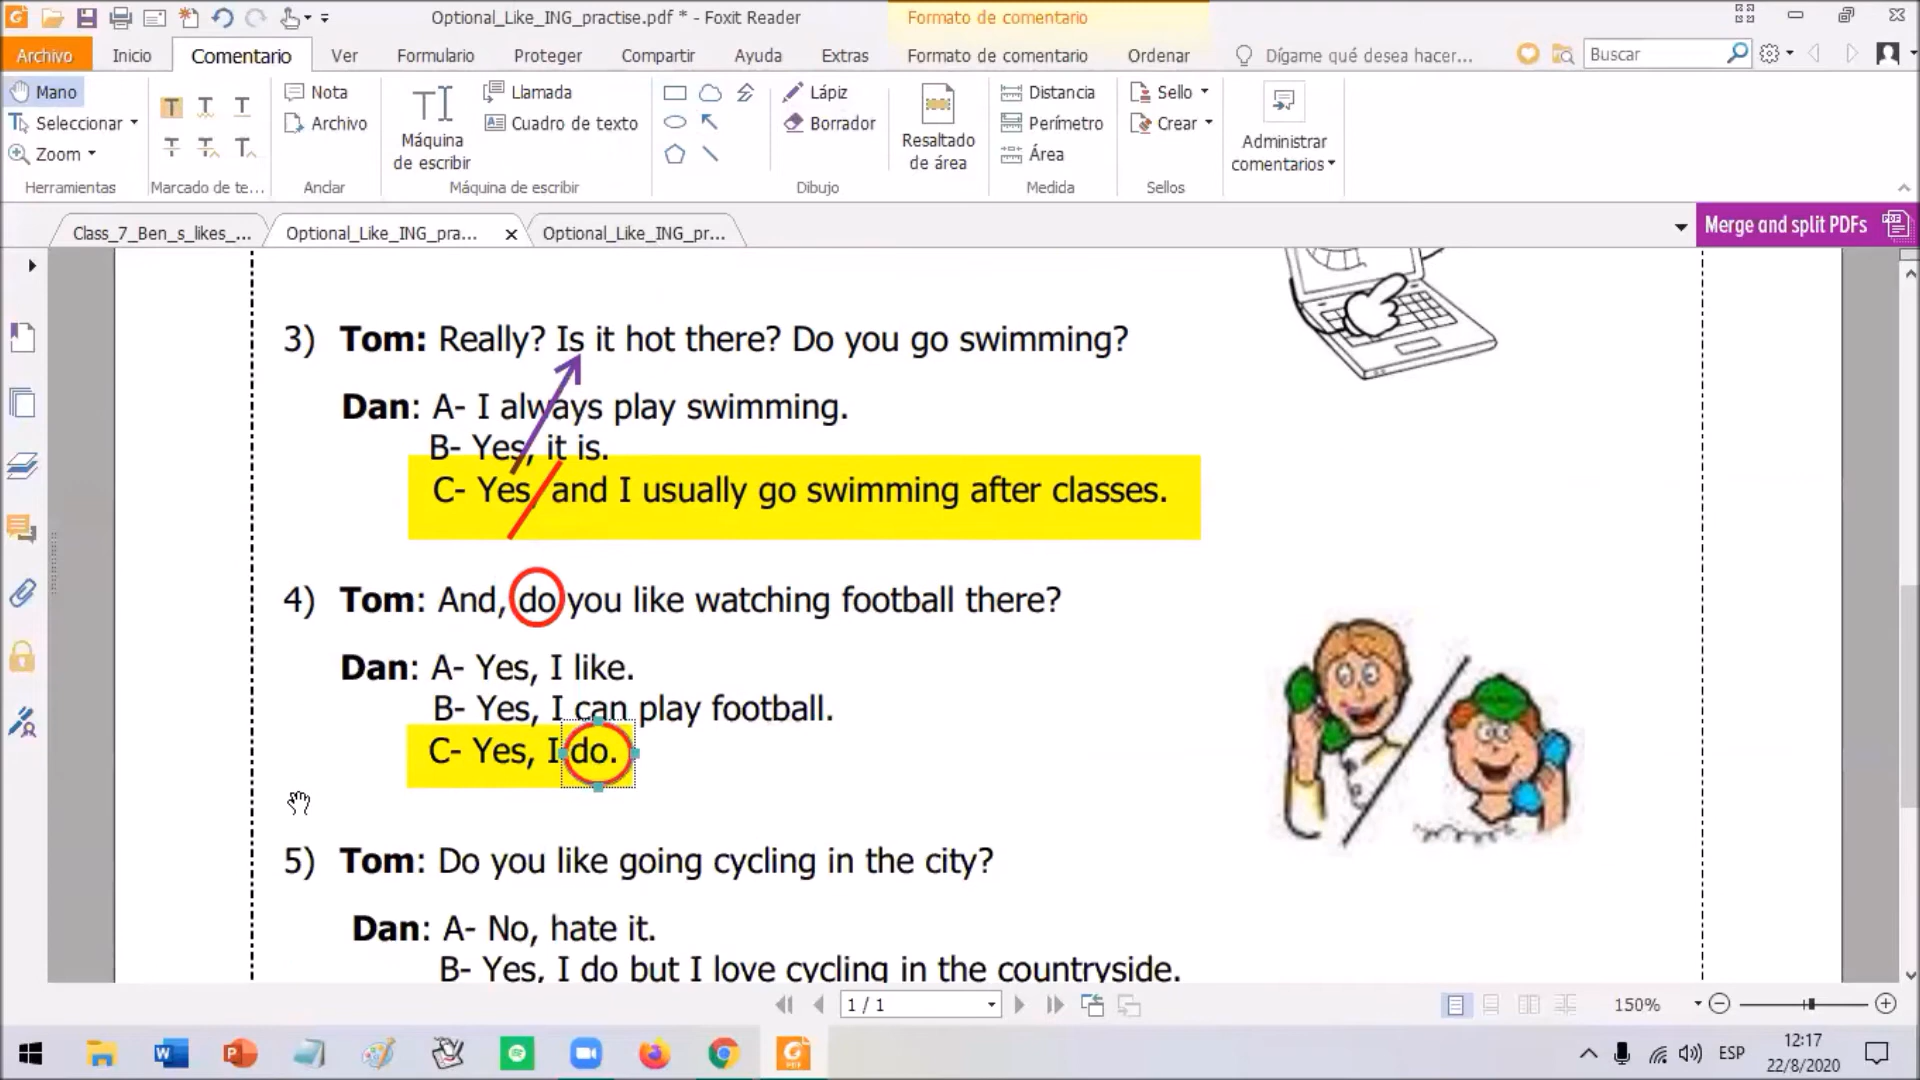 Optional_Like_ING_practise.pdf * - Foxit Reader
Formato de comentario
Archivo
Inicio
Comentario
Ver
Formulario
Proteger
Compartir
Ayuda
Extras
Formato de comentario
Ordenar
Dígame qué desea hacer...
Buscar
Mano
Seleccionar
Zoom
Herramientas
Marcado de te...
Nota
Archivo
Anclar
Máquina
de escribir
Llamada
Cuadro de texto
Máquina de escribir
Lápiz
Borrador
Dibujo
Resaltado
de área
Distancia
Perímetro
Área
Medida
Sello
Crear
Sellos
Administrar
comentarios
Class_7_Ben_s_likes_...
Optional_Like_ING_pra...
Optional_Like_ING_pr...
Merge and split PDFs
3) Tom: Really? Is it hot there? Do you go swimming?
Dan: A- I always play swimming.
B- Yes, it is.
C- Yes, and I usually go swimming after classes.
4) Tom: And, do you like watching football there?
Dan: A- Yes, I like.
B- Yes, I can play football.
C- Yes, I do.
5) Tom: Do you like going cycling in the city?
Dan: A- No, hate it.
B- Yes, I do but I love cycling in the countryside.
1 / 1
150%
ESP
12:17
22/8/2020